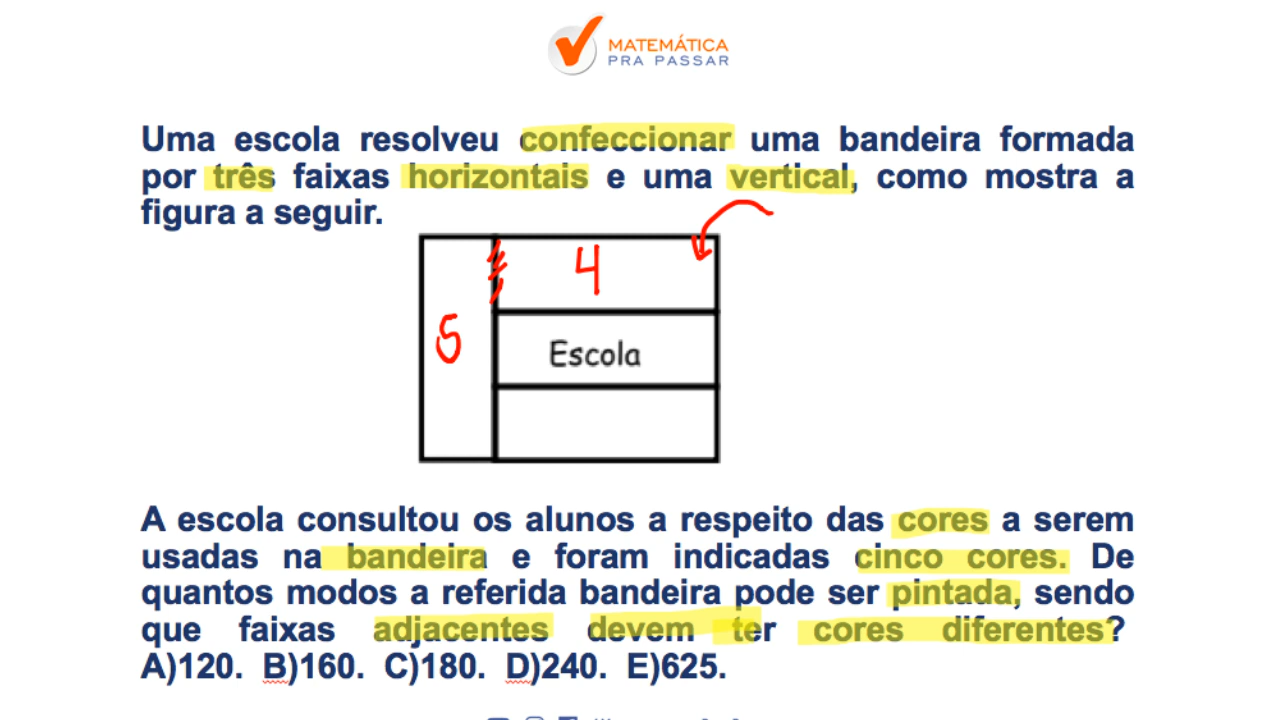 MATEMÁTICA
PRA PASSAR
Uma escola resolveu confeccionar uma bandeira formada
por três faixas horizontais e uma vertical, como mostra a
figura a seguir.
4
5
Escola
A escola consultou os alunos a respeito das cores a serem
usadas na bandeira e foram indicadas cinco cores. De
quantos modos a referida bandeira pode ser pintada, sendo
que faixas adjacentes devem ter cores diferentes?
A)120. B)160. C)180. D)240. E)625.